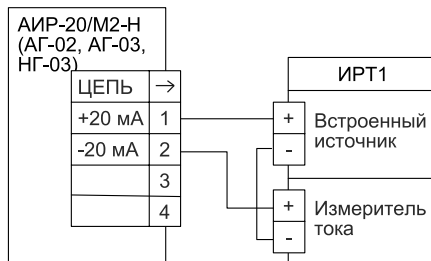 АИР-20/М2-Н
(АГ-02, АГ-03,
НГ-03)
ЦЕПЬ →
+20 мА 1
-20 мА 2
3
4
ИРТ1
+ Встроенный
- источник
+ Измеритель
- тока